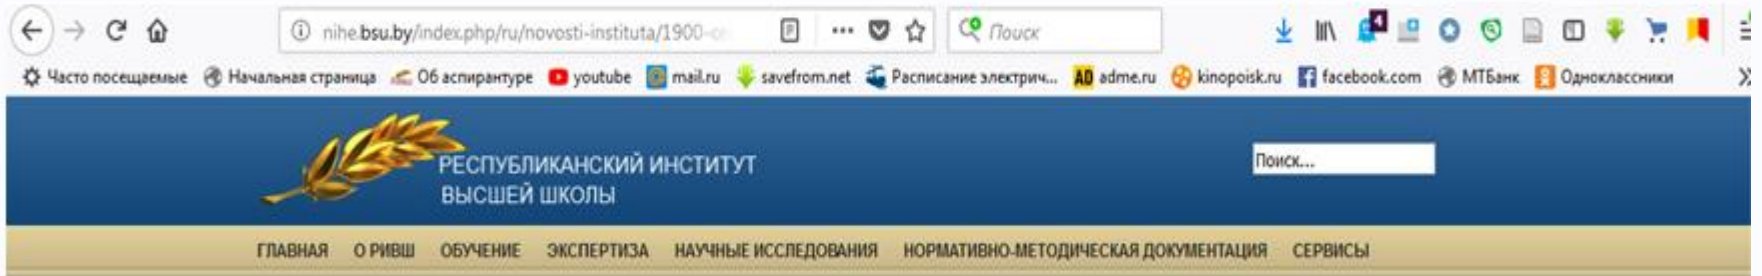 nihe.bsu.by/index.php/ru/novosti-instituta/1900- Поиск 4
Часто посещаемые Начальная страница Об аспирантуре youtube mail.ru savefrom.net Расписание электрич... AD adme.ru kinopoisk.ru facebook.com МТБанк Одноклассники
РЕСПУБЛИКАНСКИЙ ИНСТИТУТ
ВЫСШЕЙ ШКОЛЫ
Поиск...
ГЛАВНАЯ О РИВШ ОБУЧЕНИЕ ЭКСПЕРТИЗА НАУЧНЫЕ ИССЛЕДОВАНИЯ НОРМАТИВНО-МЕТОДИЧЕСКАЯ ДОКУМЕНТАЦИЯ СЕРВИСЫ